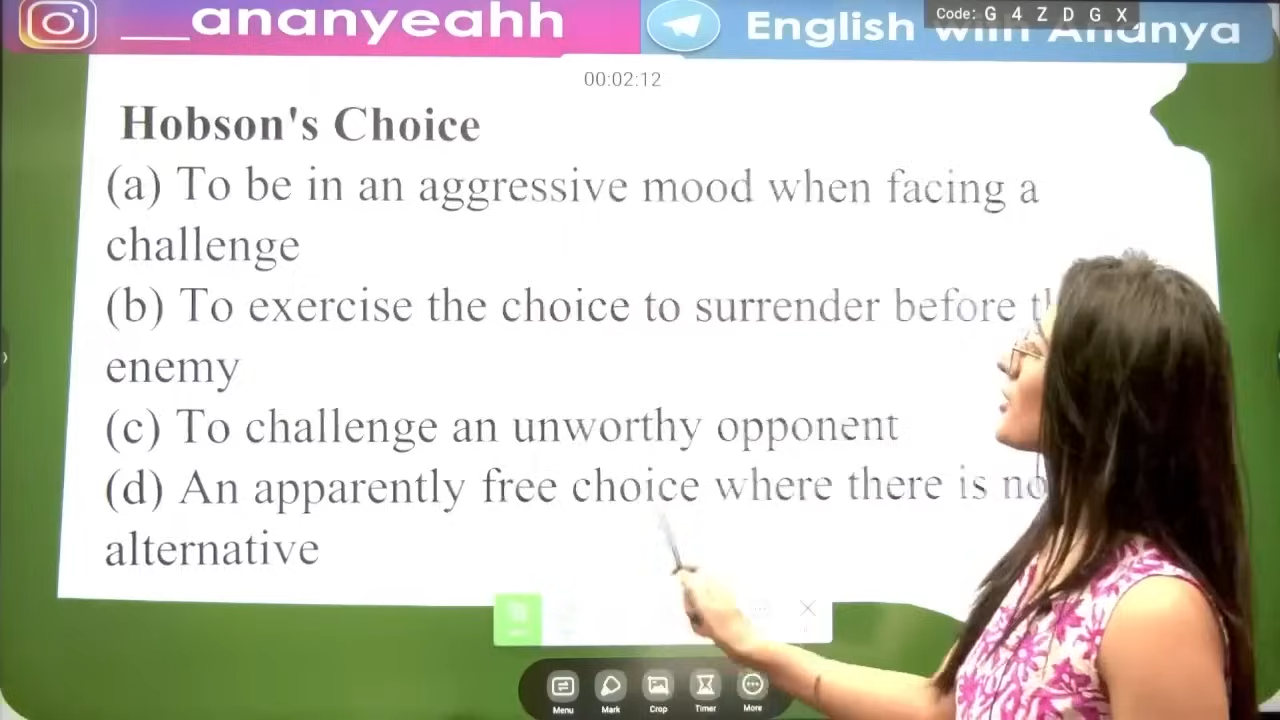 ___ananyeahh
English with Ananya
Code: G 4 Z D G X
00:02:12
Hobson's Choice
(a) To be in an aggressive mood when facing a
challenge
(b) To exercise the choice to surrender before
enemy
(c) To challenge an unworthy opponent
(d) An apparently free choice where there is no
alternative
Menu
Mark
Crop
Timer
More